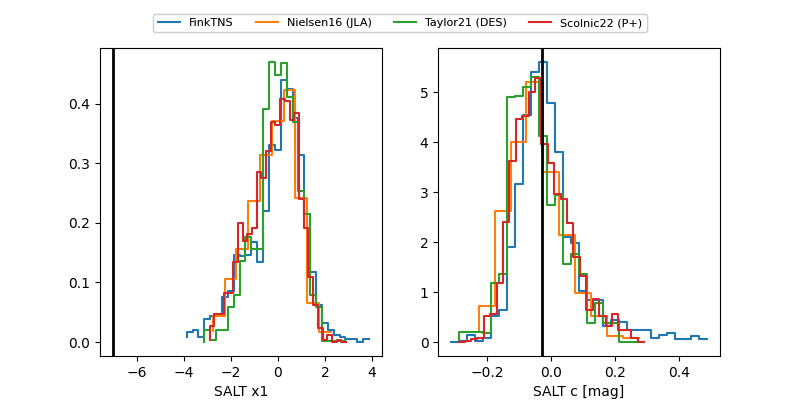 FinkTNS Nielsen16 (JLA) Taylor21 (DES) Scolnic22 (P+)
0.4
0.3
0.2
0.1
0.0
−6 −4 −2 0 2 4
SALT x1
5
4
3
2
1
0
−0.2 0.0 0.2 0.4
SALT c [mag]